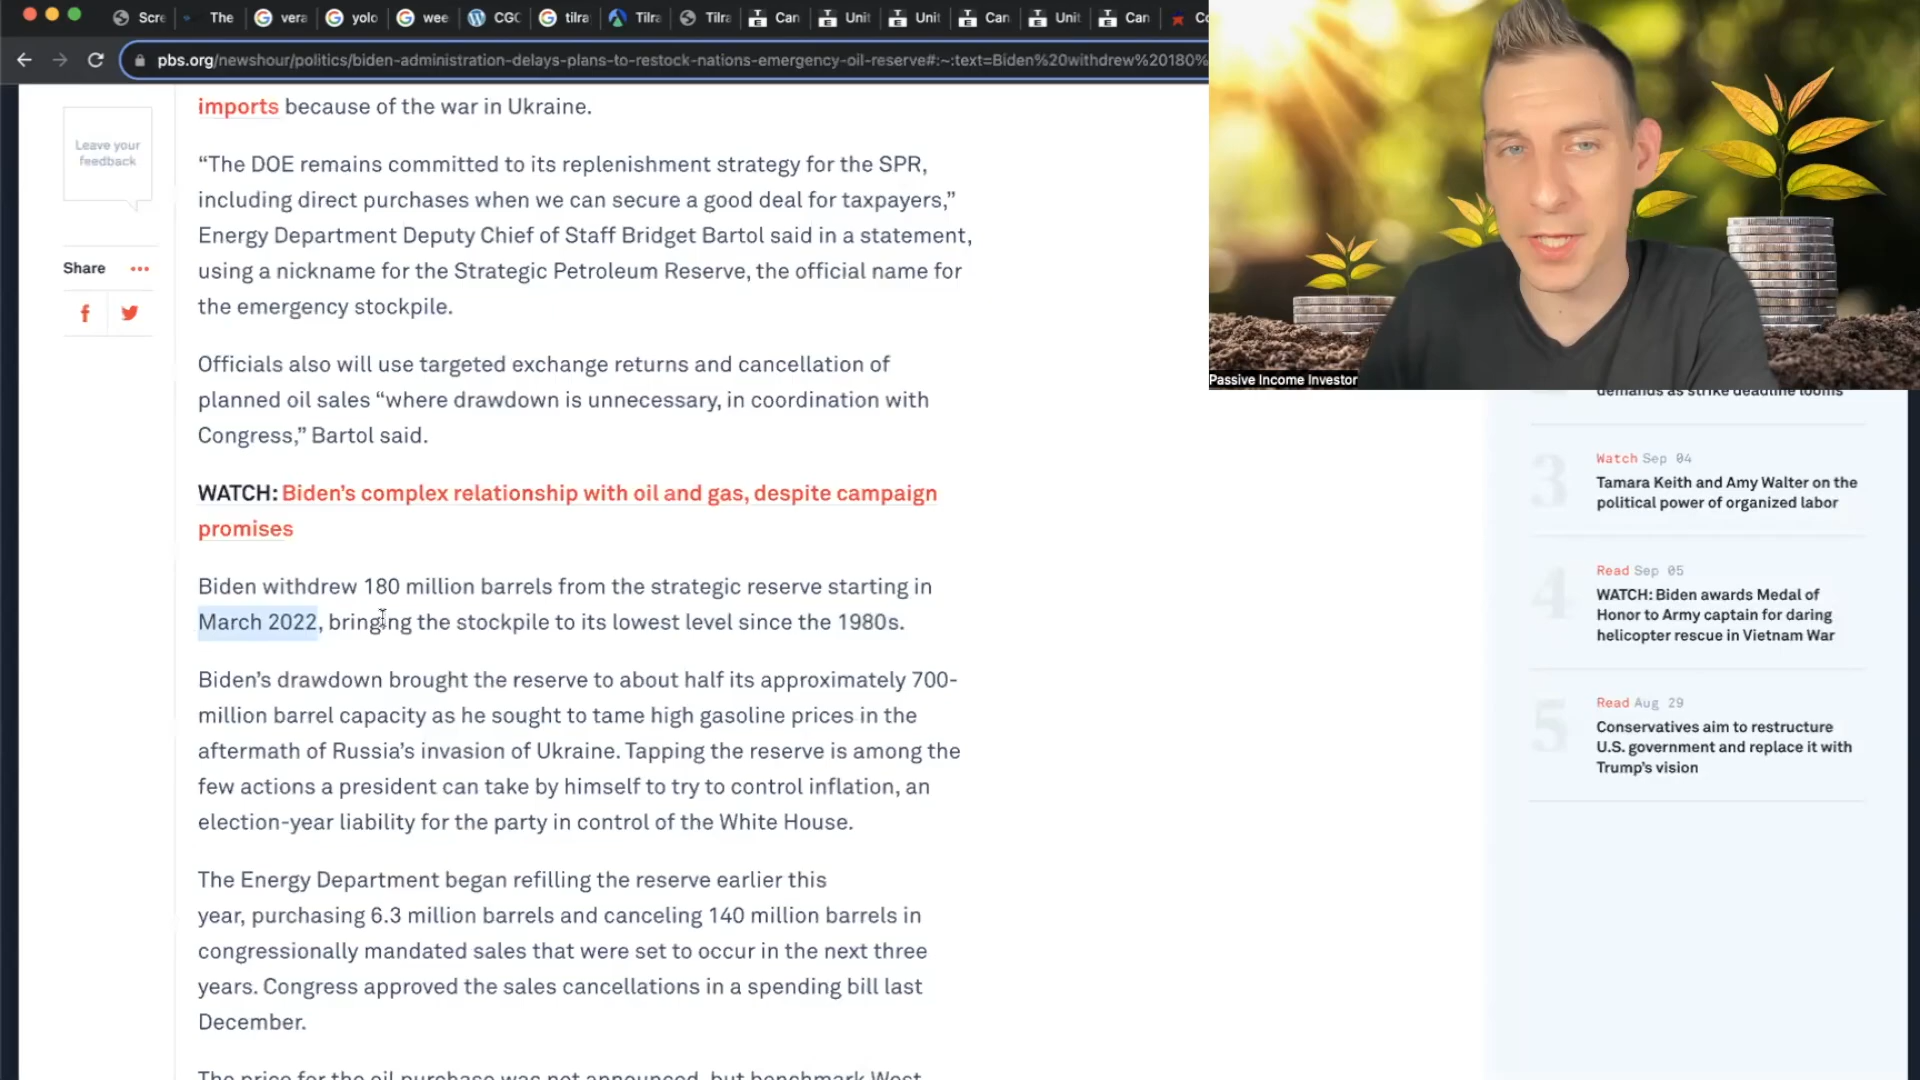 Scre
The
vera
yolo
wee
CGC
tilra
Tilra
Tilra
Can
Unit
Unit
Can
Unit
Can
Co
pbs.org/newshour/politics/biden-administration-delays-plans-to-restock-nations-emergency-oil-reserve#:~:text=Biden%20withdrew%20180%
Leave your
feedback
Share
imports because of the war in Ukraine.
“The DOE remains committed to its replenishment strategy for the SPR,
including direct purchases when we can secure a good deal for taxpayers,”
Energy Department Deputy Chief of Staff Bridget Bartol said in a statement,
using a nickname for the Strategic Petroleum Reserve, the official name for
the emergency stockpile.
Officials also will use targeted exchange returns and cancellation of
planned oil sales “where drawdown is unnecessary, in coordination with
Congress,” Bartol said.
WATCH: Biden’s complex relationship with oil and gas, despite campaign
promises
Biden withdrew 180 million barrels from the strategic reserve starting in
March 2022, bringing the stockpile to its lowest level since the 1980s.
Biden’s drawdown brought the reserve to about half its approximately 700-
million barrel capacity as he sought to tame high gasoline prices in the
aftermath of Russia’s invasion of Ukraine. Tapping the reserve is among the
few actions a president can take by himself to try to control inflation, an
election-year liability for the party in control of the White House.
The Energy Department began refilling the reserve earlier this
year, purchasing 6.3 million barrels and canceling 140 million barrels in
congressionally mandated sales that were set to occur in the next three
years. Congress approved the sales cancellations in a spending bill last
December.
The price for the oil purchase was not announced, but benchmark West
Passive Income Investor
demands as strike deadline looms
3
Watch Sep 04
Tamara Keith and Amy Walter on the
political power of organized labor
4
Read Sep 05
WATCH: Biden awards Medal of
Honor to Army captain for daring
helicopter rescue in Vietnam War
5
Read Aug 29
Conservatives aim to restructure
U.S. government and replace it with
Trump’s vision